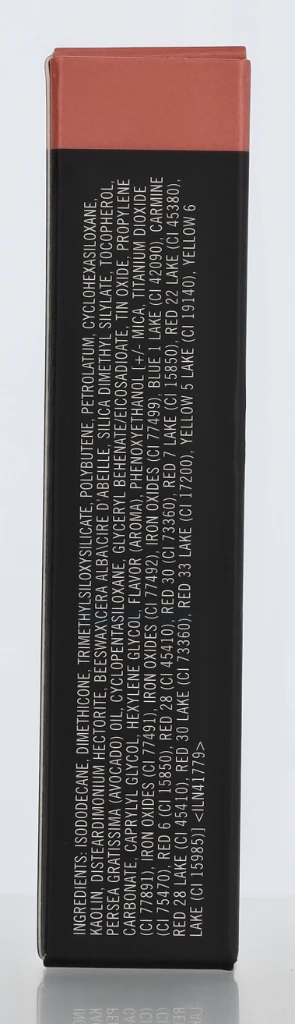 INGREDIENTS: ISODODECANE, DIMETHICONE, TRIMETHYLSILOXYSILICATE, POLYBUTENE, PETROLATUM, CYCLOHEXASILOXANE,
KAOLIN, DISTEARDIMONIUM HECTORITE, BEESWAX\CERA ALBA\CIRE D'ABEILLE, SILICA DIMETHYL SILYLATE, TOCOPHEROL,
PERSEA GRATISSIMA (AVOCADO) OIL, CYCLOPENTASILOXANE, GLYCERYL BEHENATE/EICOSADIOATE, TIN OXIDE, PROPYLENE
CARBONATE, CAPRYLYL GLYCOL, HEXYLENE GLYCOL, FLAVOR (AROMA), PHENOXYETHANOL [+/- MICA, TITANIUM DIOXIDE
(CI 77891), IRON OXIDES (CI 77491), IRON OXIDES (CI 77492), IRON OXIDES (CI 77499), BLUE 1 LAKE (CI 42090), CARMINE
(CI 75470), RED 6 (CI 15850), RED 28 (CI 45410), RED 30 (CI 73360), RED 7 LAKE (CI 15850), RED 22 LAKE (CI 45380),
RED 28 LAKE (CI 45410), RED 30 LAKE (CI 73360), RED 33 LAKE (CI 17200), YELLOW 5 LAKE (CI 19140), YELLOW 6
LAKE (CI 15985)] <ILN41779>